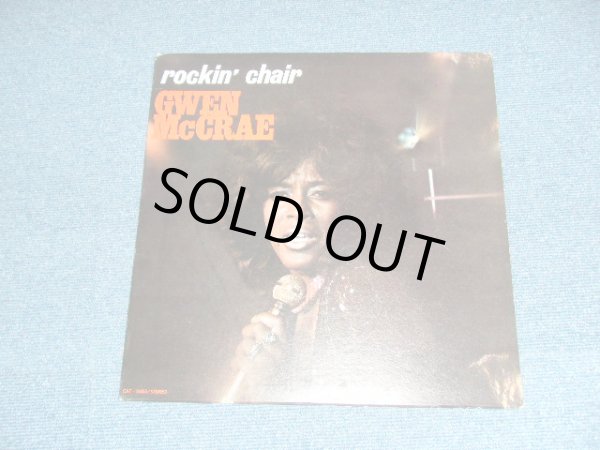 rockin' chair
GWEN
McCRAE
SOLD OUT